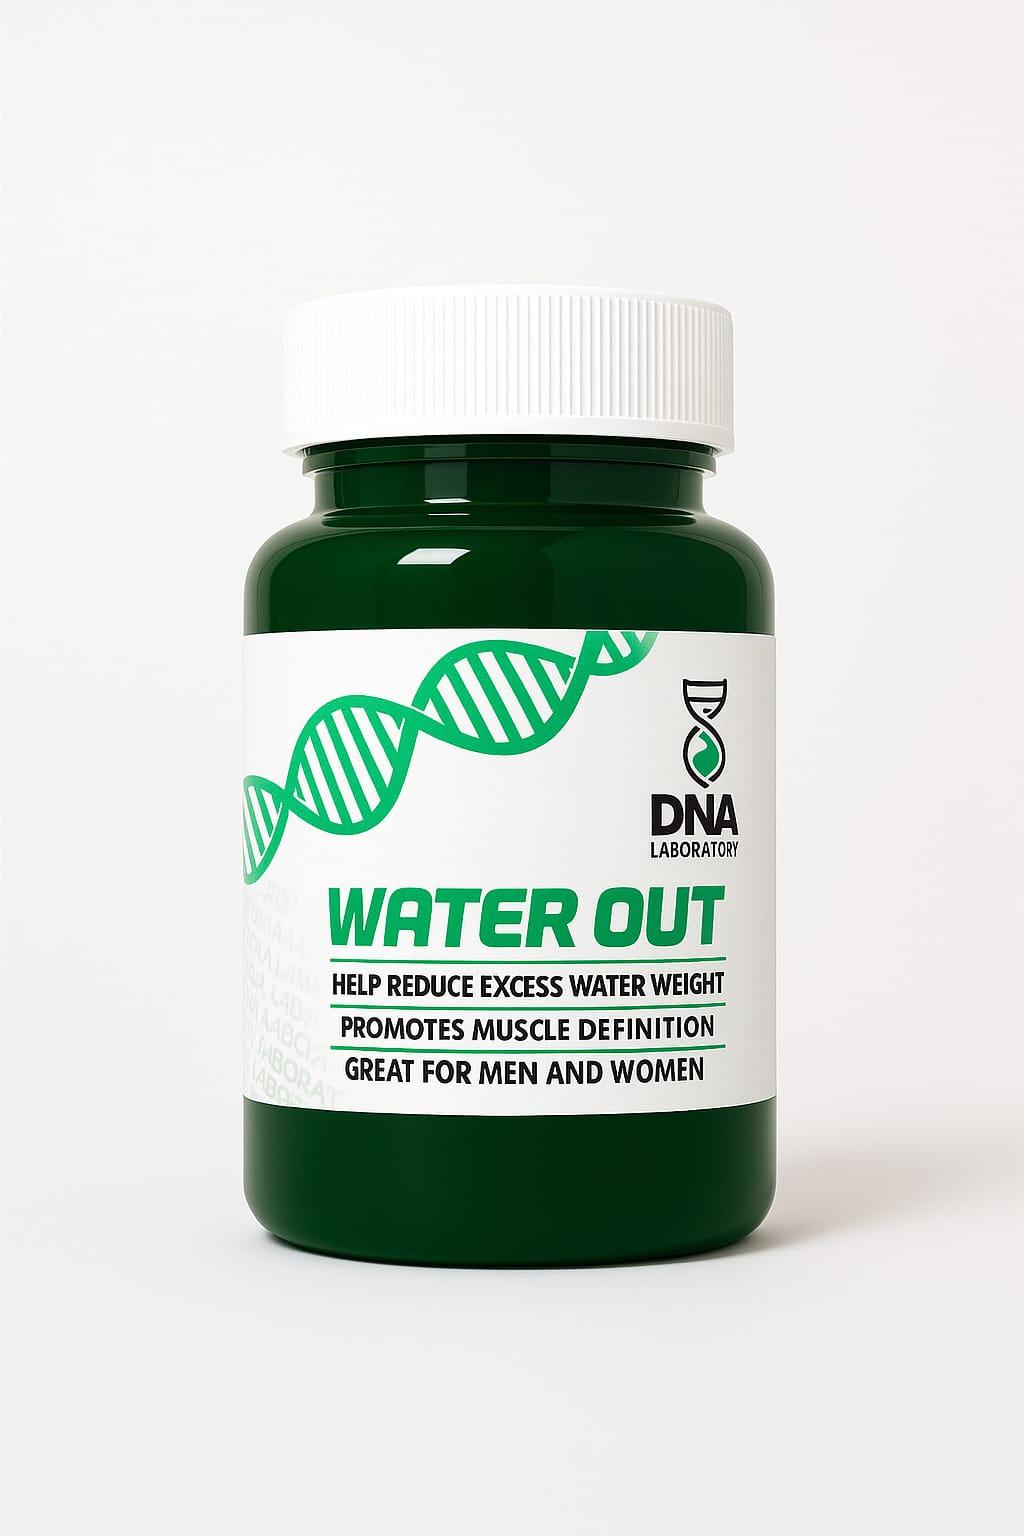 DNA
LABORATORY
WATER OUT
HELP REDUCE EXCESS WATER WEIGHT
PROMOTES MUSCLE DEFINITION
GREAT FOR MEN AND WOMEN